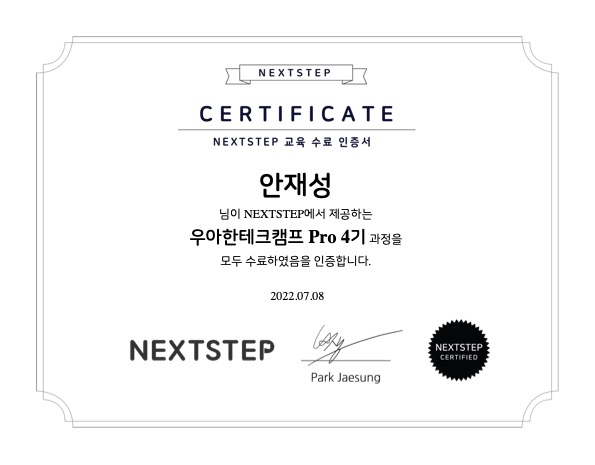 NEXTSTEP
CERTIFICATE
NEXTSTEP 교육 수료 인증서
안재성
님이 NEXTSTEP에서 제공하는
우아한테크캠프 Pro 4기 과정을
모두 수료하였음을 인증합니다.
2022.07.08
NEXTSTEP
Park Jaesung
NEXTSTEP
CERTIFIED